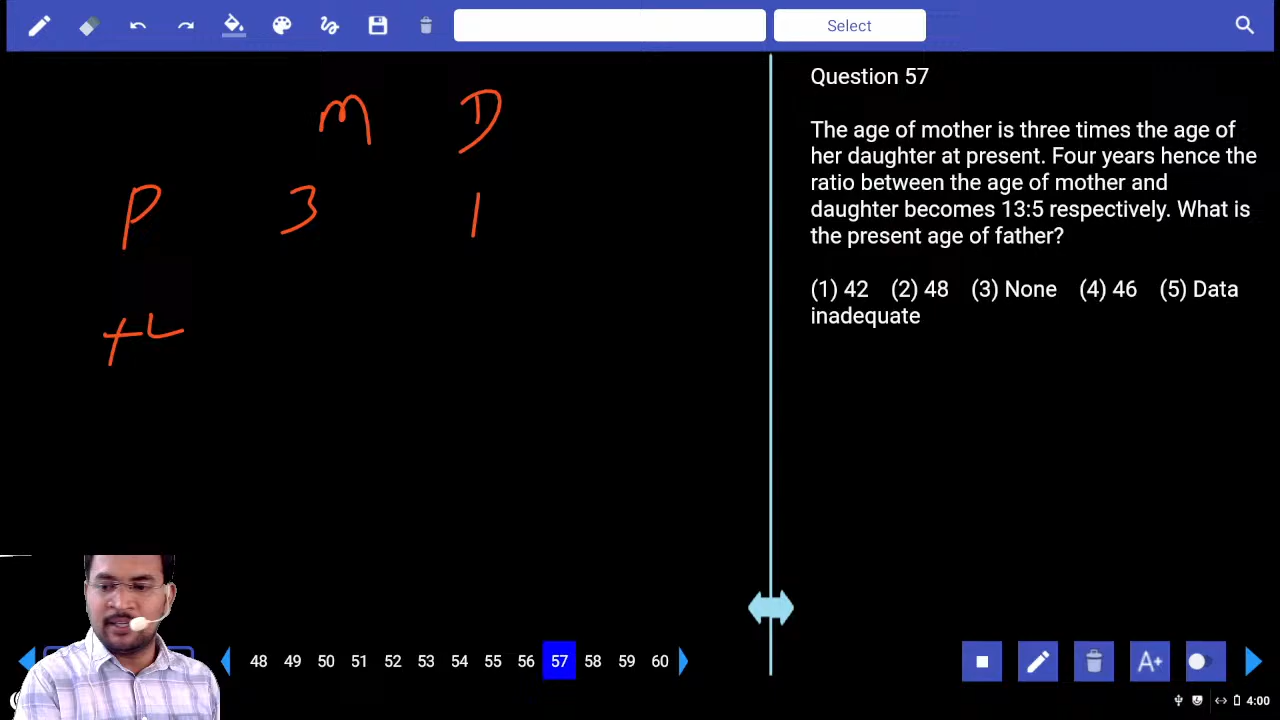 Select
Question 57
The age of mother is three times the age of
her daughter at present. Four years hence the
ratio between the age of mother and
daughter becomes 13:5 respectively. What is
the present age of father?
(1) 42 (2) 48 (3) None (4) 46 (5) Data
inadequate
M D
P 3 1
+4
48 49 50 51 52 53 54 55 56 57 58 59 60
A+
4:00